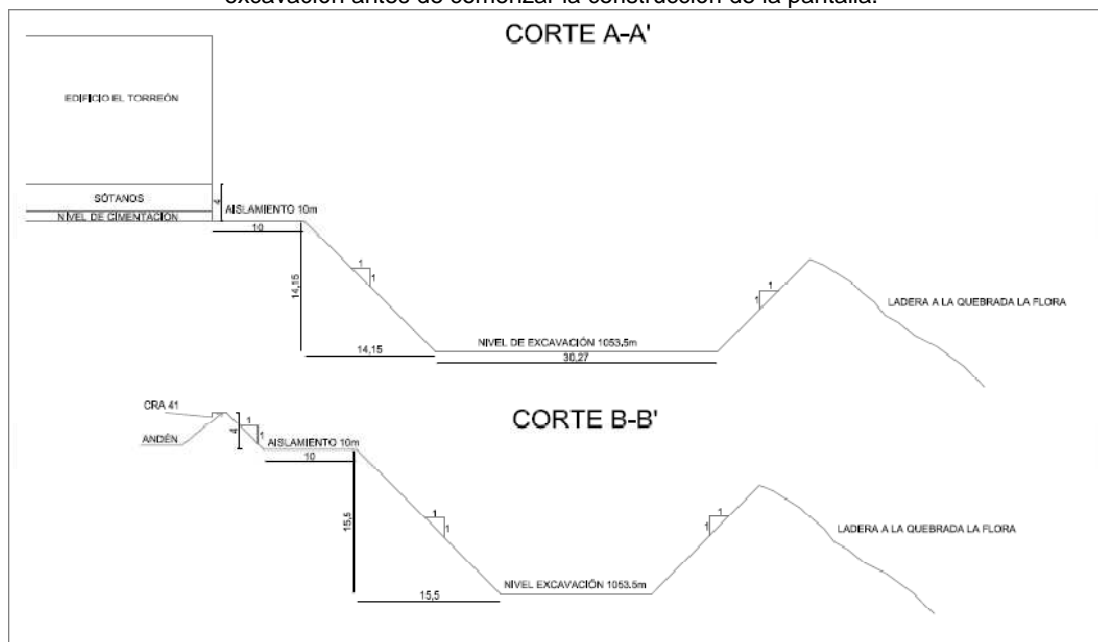 excavación antes de comenzar la construcción de la pantalla.
CORTE A-A'
EDIFICIO EL TORREÓN
SÓTANOS
4
AISLAMIENTO 10m
NIVEL DE CIMENTACIÓN
10
1
1
14,15
1
1
LADERA A LA QUEBRADA LA FLORA
NIVEL DE EXCAVACIÓN 1053.5m
14,15
30,27
CORTE B-B'
CRA 41
1
4
1
ANDÉN
AISLAMIENTO 10m
10
15,5
1
1
1
1
LADERA A LA QUEBRADA LA FLORA
NIVEL EXCAVACIÓN 1053.5m
15,5